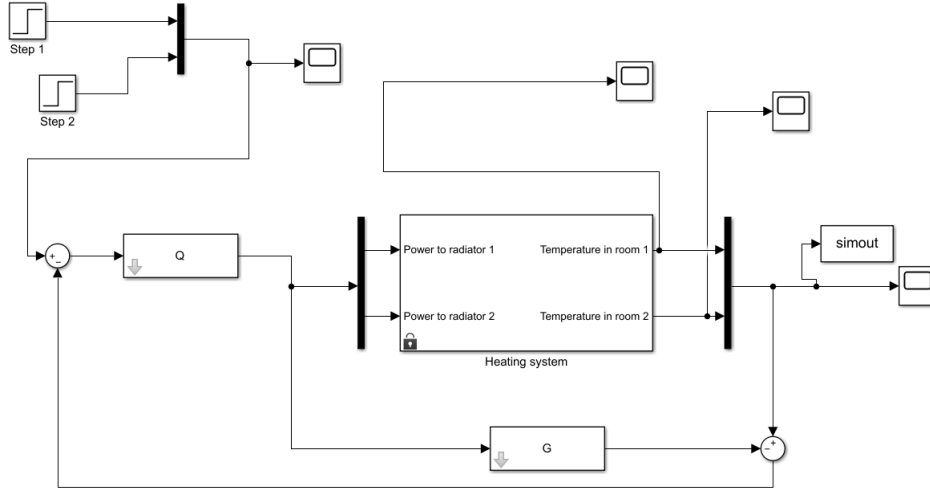 Step 1
Step 2
Q
Power to radiator 1
Temperature in room 1
Power to radiator 2
Temperature in room 2
Heating system
simout
G